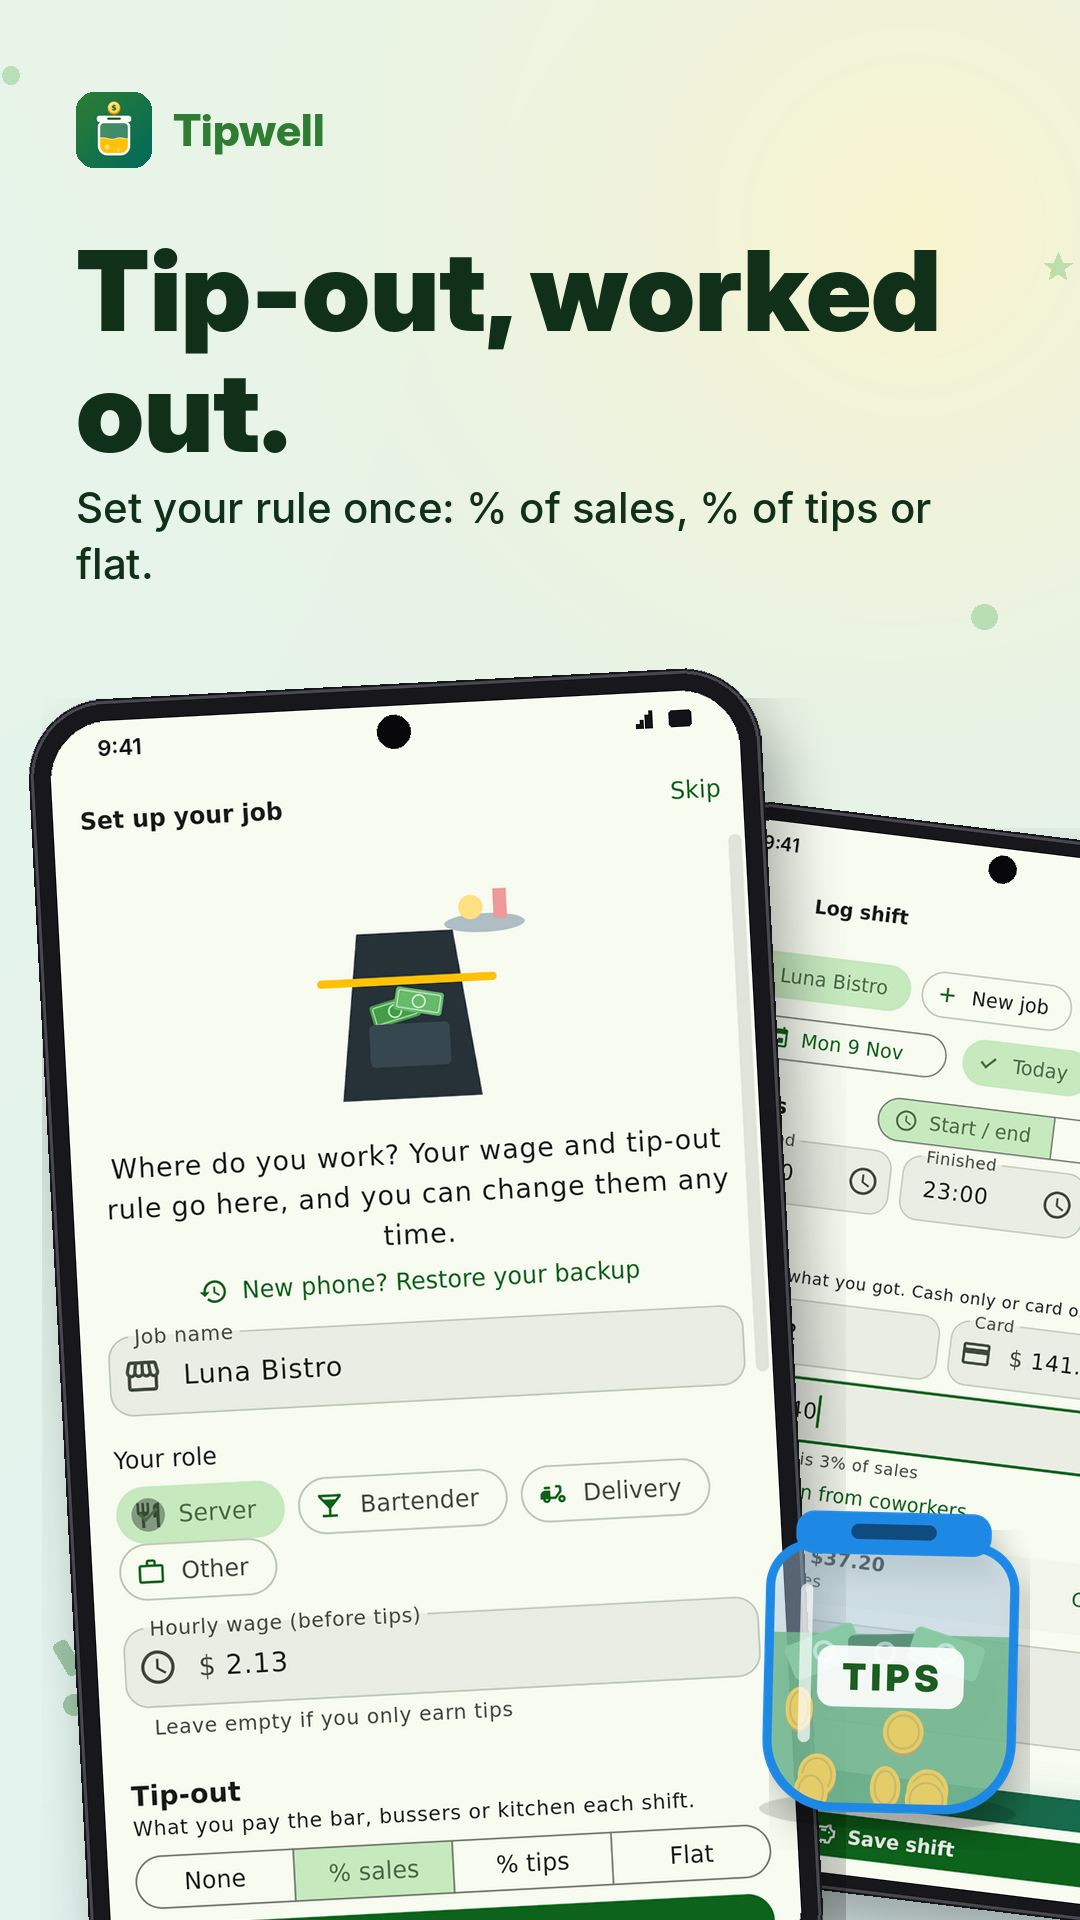 Tipwell
Tip-out, worked
out.
Set your rule once: % of sales, % of tips or
flat.
9:41
Set up your job
Skip
Where do you work? Your wage and tip-out
rule go here, and you can change them any
time.
New phone? Restore your backup
Job name
Luna Bistro
Your role
Server
Bartender
Delivery
Other
Hourly wage (before tips)
$ 2.13
Leave empty if you only earn tips
Tip-out
What you pay the bar, bussers or kitchen each shift.
None
% sales
% tips
Flat
9:41
Log shift
Luna Bistro
+ New job
Mon 9 Nov
Today
Start / end
Finished
23:00
what you got. Cash only or card o
Card
$ 141.
40
is 3% of sales
from coworkers
$37.20
TIPS
Save shift